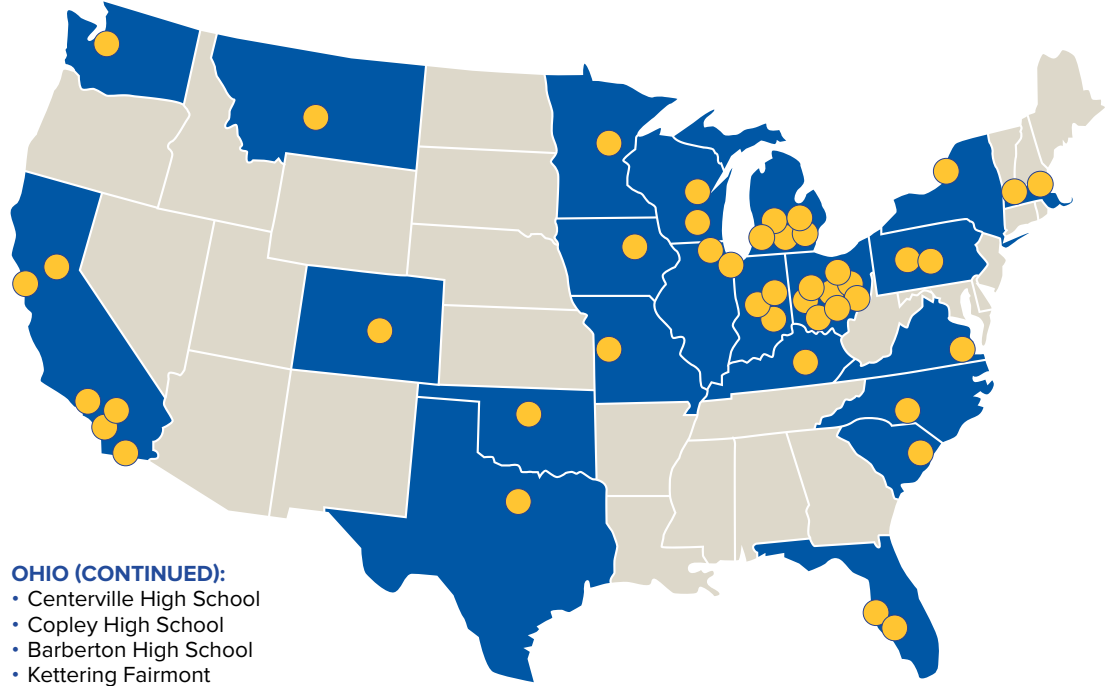 OHIO (CONTINUED):
• Centerville High School
• Copley High School
• Barberton High School
• Kettering Fairmont